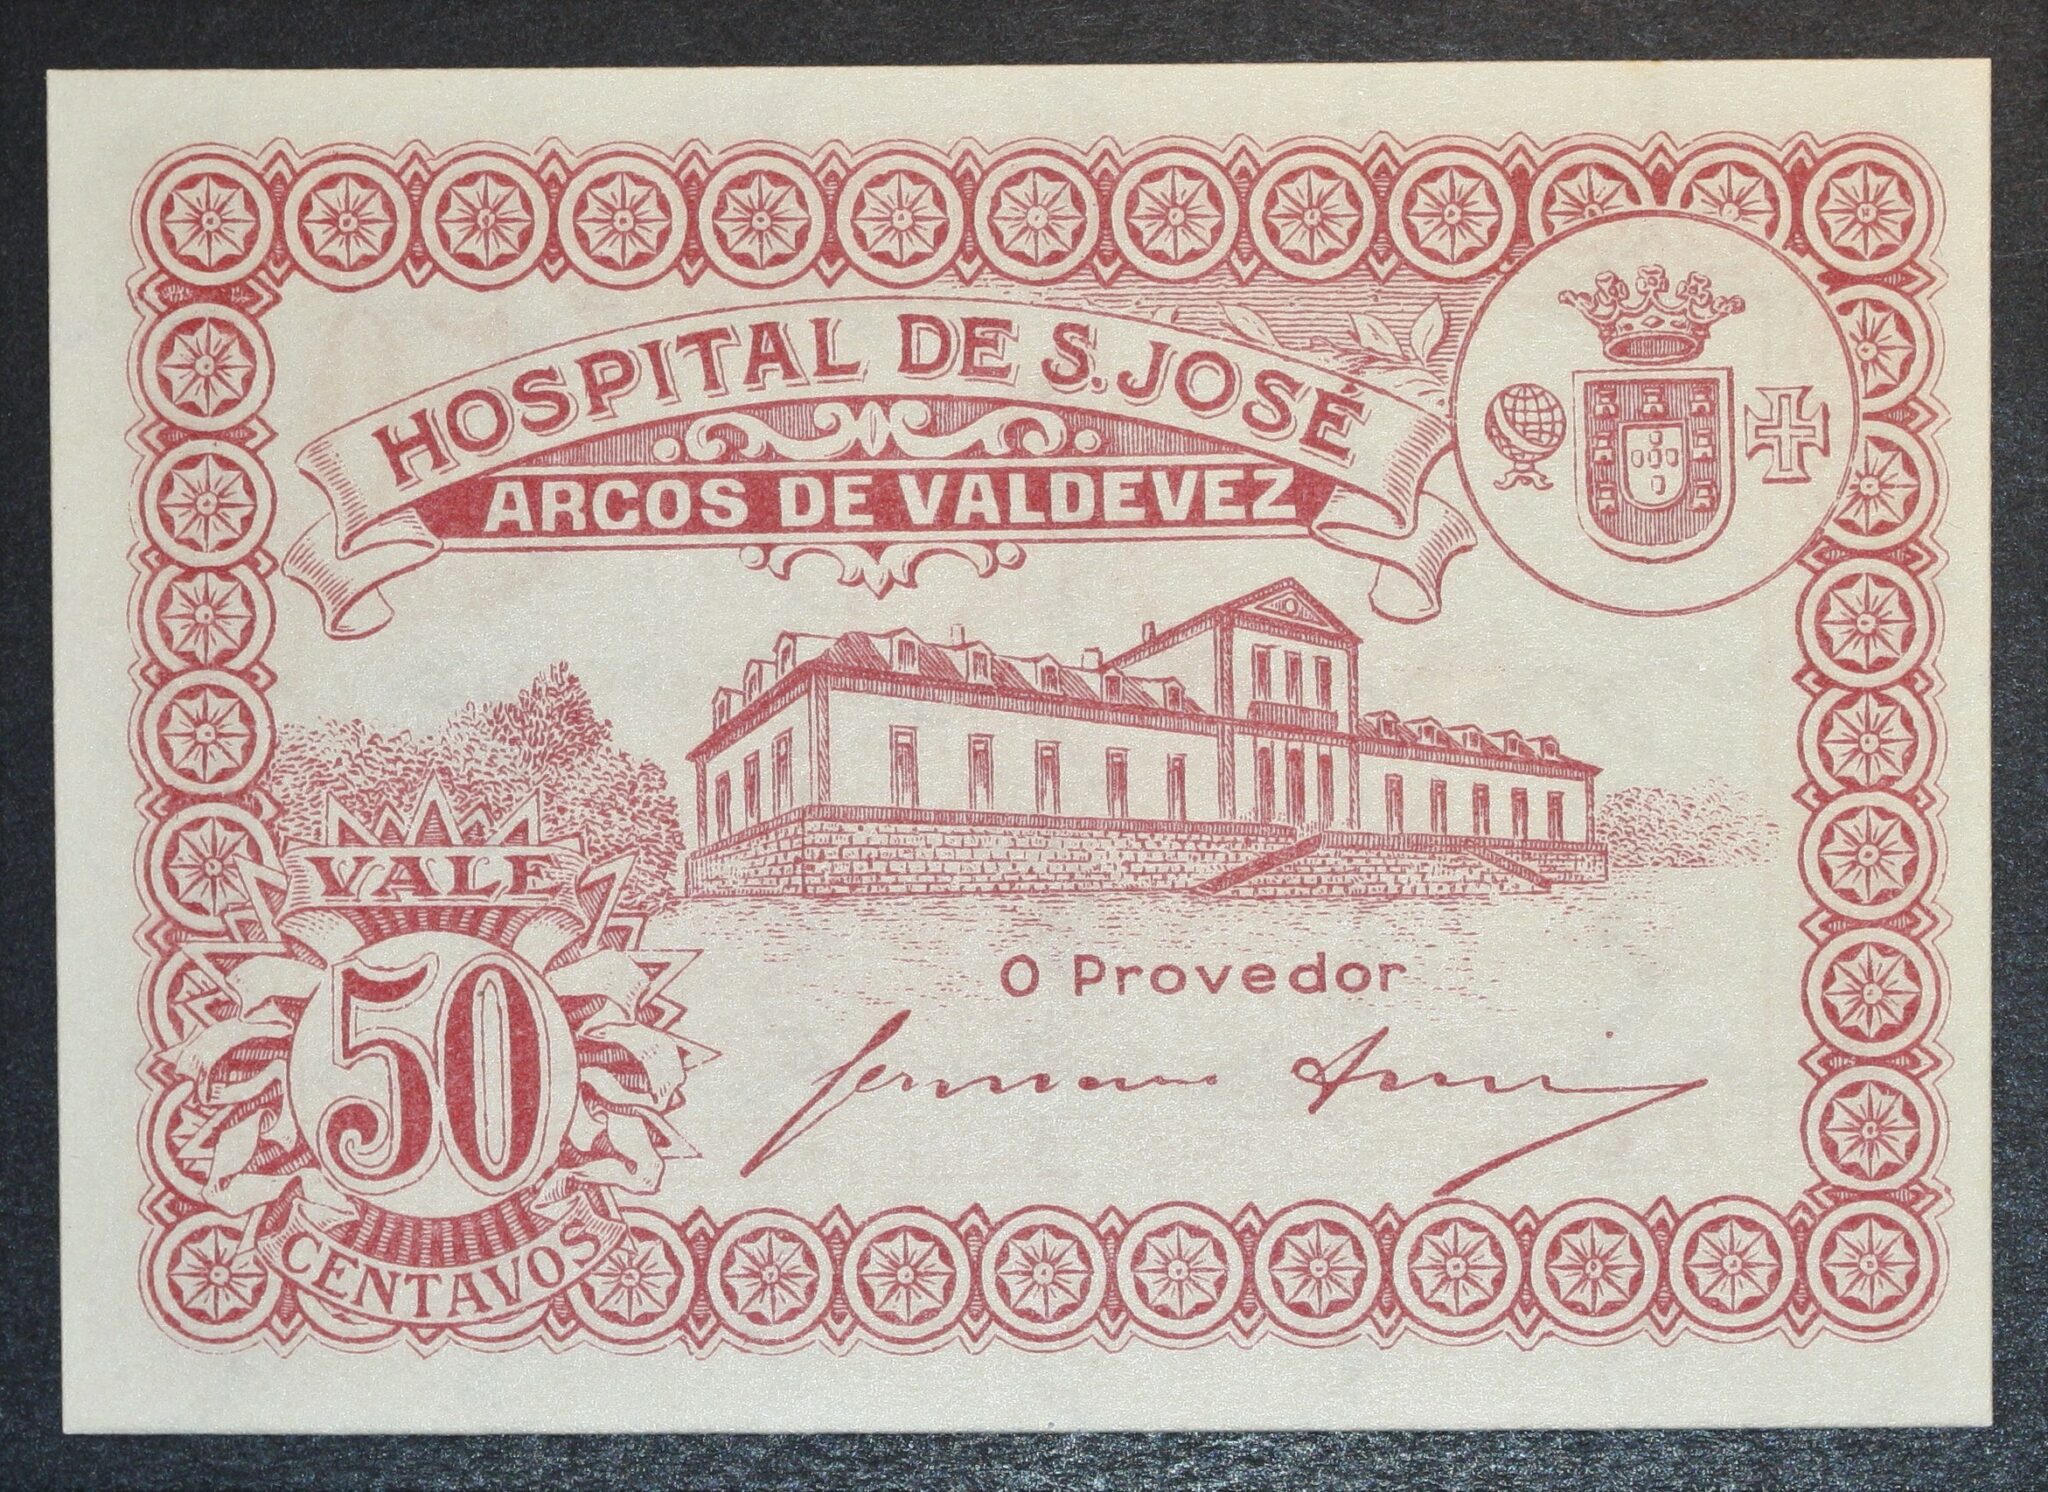 HOSPITAL DE S. JOSÉ
ARCOS DE VALDEVEZ
VALE
50
CENTAVOS
O Provedor